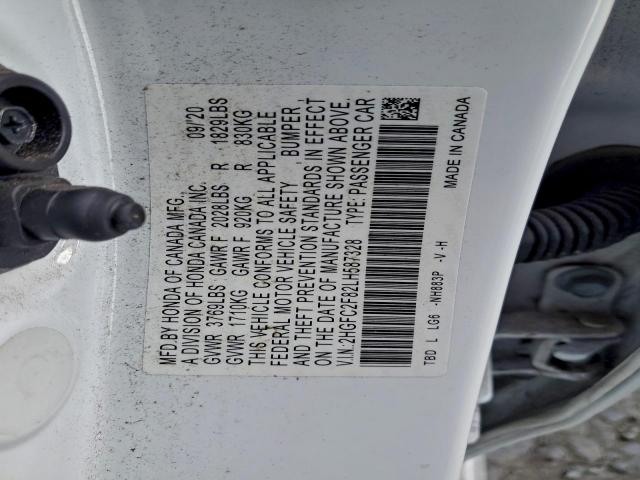 MFD.BY HONDA OF CANADA MFG. 09/20
A DIVISION OF HONDA CANADA INC.
GVWR 3769LBS GAWR F 2028LBS R 1829LBS
GVWR 1710KG GAWR F 920KG R 830KG
THIS VEHICLE CONFORMS TO ALL APPLICABLE
FEDERAL MOTOR VEHICLE SAFETY , BUMPER,
AND THEFT PREVENTION STANDARDS IN EFFECT
ON THE DATE OF MANUFACTURE SHOWN ABOVE.
V.I.N.:2HGFC2F82LH587328 TYPE: PASSENGER CAR
TBD L LG6 -NH883P -V-H MADE IN CANADA